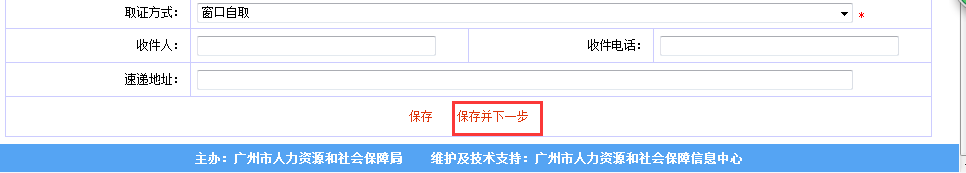 取证方式： 窗口自取 *
收件人： 收件电话：
速递地址：
保存 保存并下一步
主办：广州市人力资源和社会保障局 维护及技术支持：广州市人力资源和社会保障信息中心